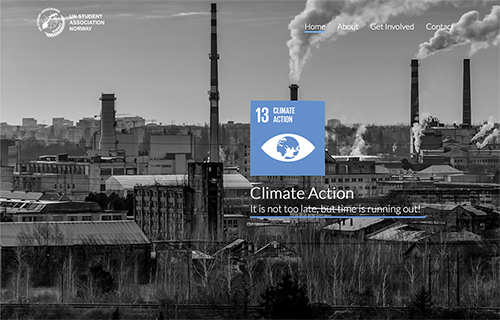 UN STUDENT
ASSOCIATION
NORWAY
Home About Get Involved Contact
13 CLIMATE
ACTION
Climate Action
It is not too late, but time is running out!